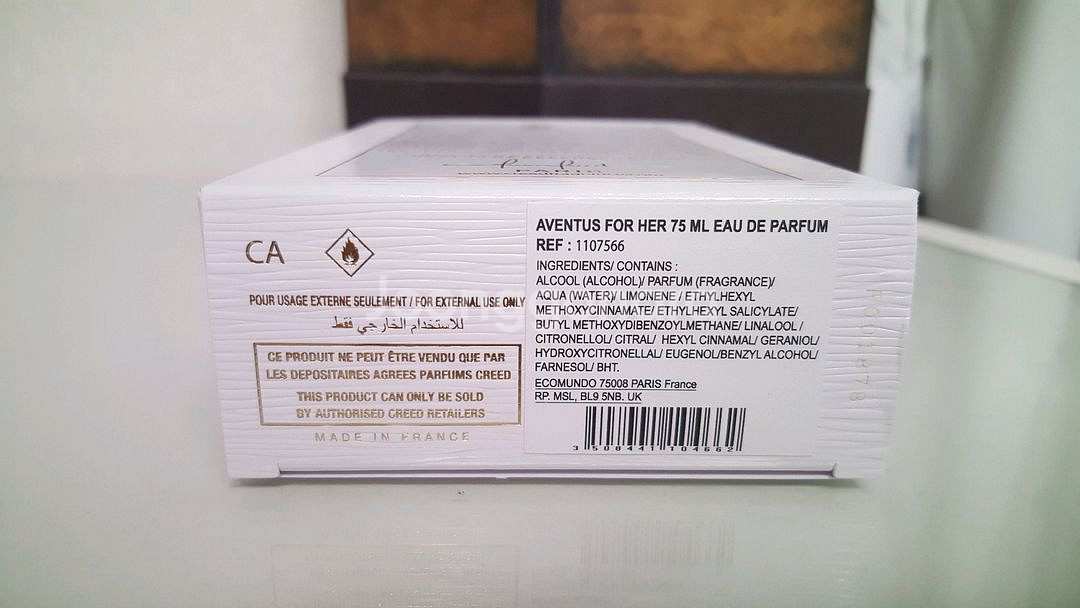 PARIS
CA
POUR USAGE EXTERNE SEULEMENT / FOR EXTERNAL USE ONLY
للاستخدام الخارجي فقط
CE PRODUIT NE PEUT ÊTRE VENDU QUE PAR
LES DEPOSITAIRES AGREES PARFUMS CREED
THIS PRODUCT CAN ONLY BE SOLD
BY AUTHORISED CREED RETAILERS
MADE IN FRANCE
AVENTUS FOR HER 75 ML EAU DE PARFUM
REF : 1107566
INGREDIENTS/ CONTAINS :
ALCOOL (ALCOHOL)/ PARFUM (FRAGRANCE)/
AQUA (WATER)/ LIMONENE / ETHYLHEXYL
METHOXYCINNAMATE/ ETHYLHEXYL SALICYLATE/
BUTYL METHOXYDIBENZOYLMETHANE/ LINALOOL /
CITRONELLOL/ CITRAL/ HEXYL CINNAMAL/ GERANIOL/
HYDROXYCITRONELLAL/ EUGENOL/BENZYL ALCOHOL/
FARNESOL/ BHT.
ECOMUNDO 75008 PARIS France
RP. MSL, BL9 5NB. UK
3 508441 104662